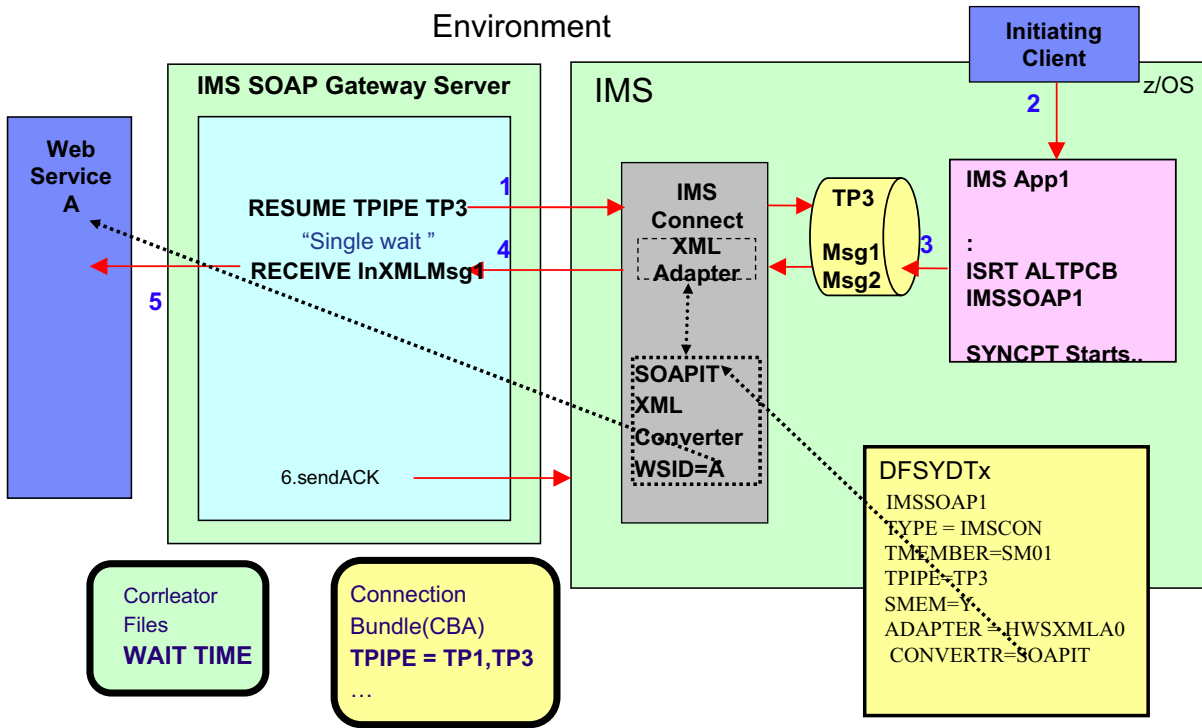 Environment
Initiating
Client
IMS SOAP Gateway Server
IMS
z/OS
2
Web
Service
A
1
RESUME TPIPE TP3
“Single wait ”
4
RECEIVE InXMLMsg1
5
6.sendACK
IMS
Connect
XML
Adapter
SOAPIT
XML
Converter
WSID=A
TP3
Msg1
Msg2
3
IMS App1
:
ISRT ALTPCB
IMSSOAP1
SYNCPT Starts..
DFSYDTx
IMSSOAP1
TYPE = IMSCON
TMEMBER=SM01
TPIPE=TP3
SMEM=Y
ADAPTER = HWSXMLA0
CONVERTR=SOAPIT
Corrleator
Files
WAIT TIME
Connection
Bundle(CBA)
TPIPE = TP1,TP3
…